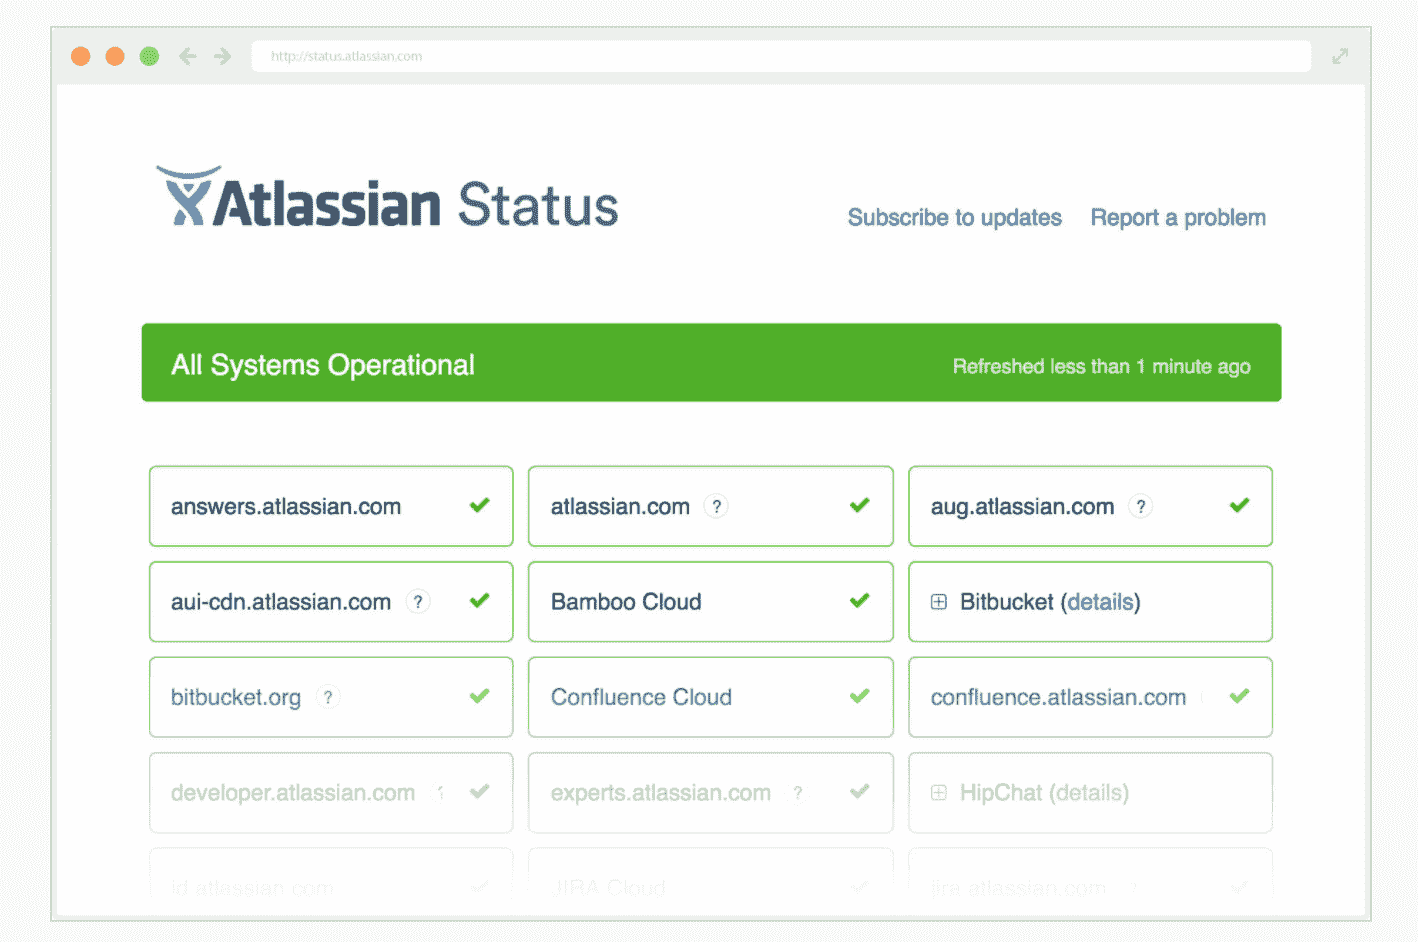 http://status.atlassian.com
Atlassian Status
Subscribe to updates Report a problem
All Systems Operational Refreshed less than 1 minute ago
answers.atlassian.com atlassian.com ? aug.atlassian.com ?
aui-cdn.atlassian.com ? Bamboo Cloud Bitbucket (details)
bitbucket.org ? Confluence Cloud confluence.atlassian.com
developer.atlassian.com ? experts.atlassian.com ? HipChat (details)
id.atlassian.com JIRA Cloud jira.atlassian.com